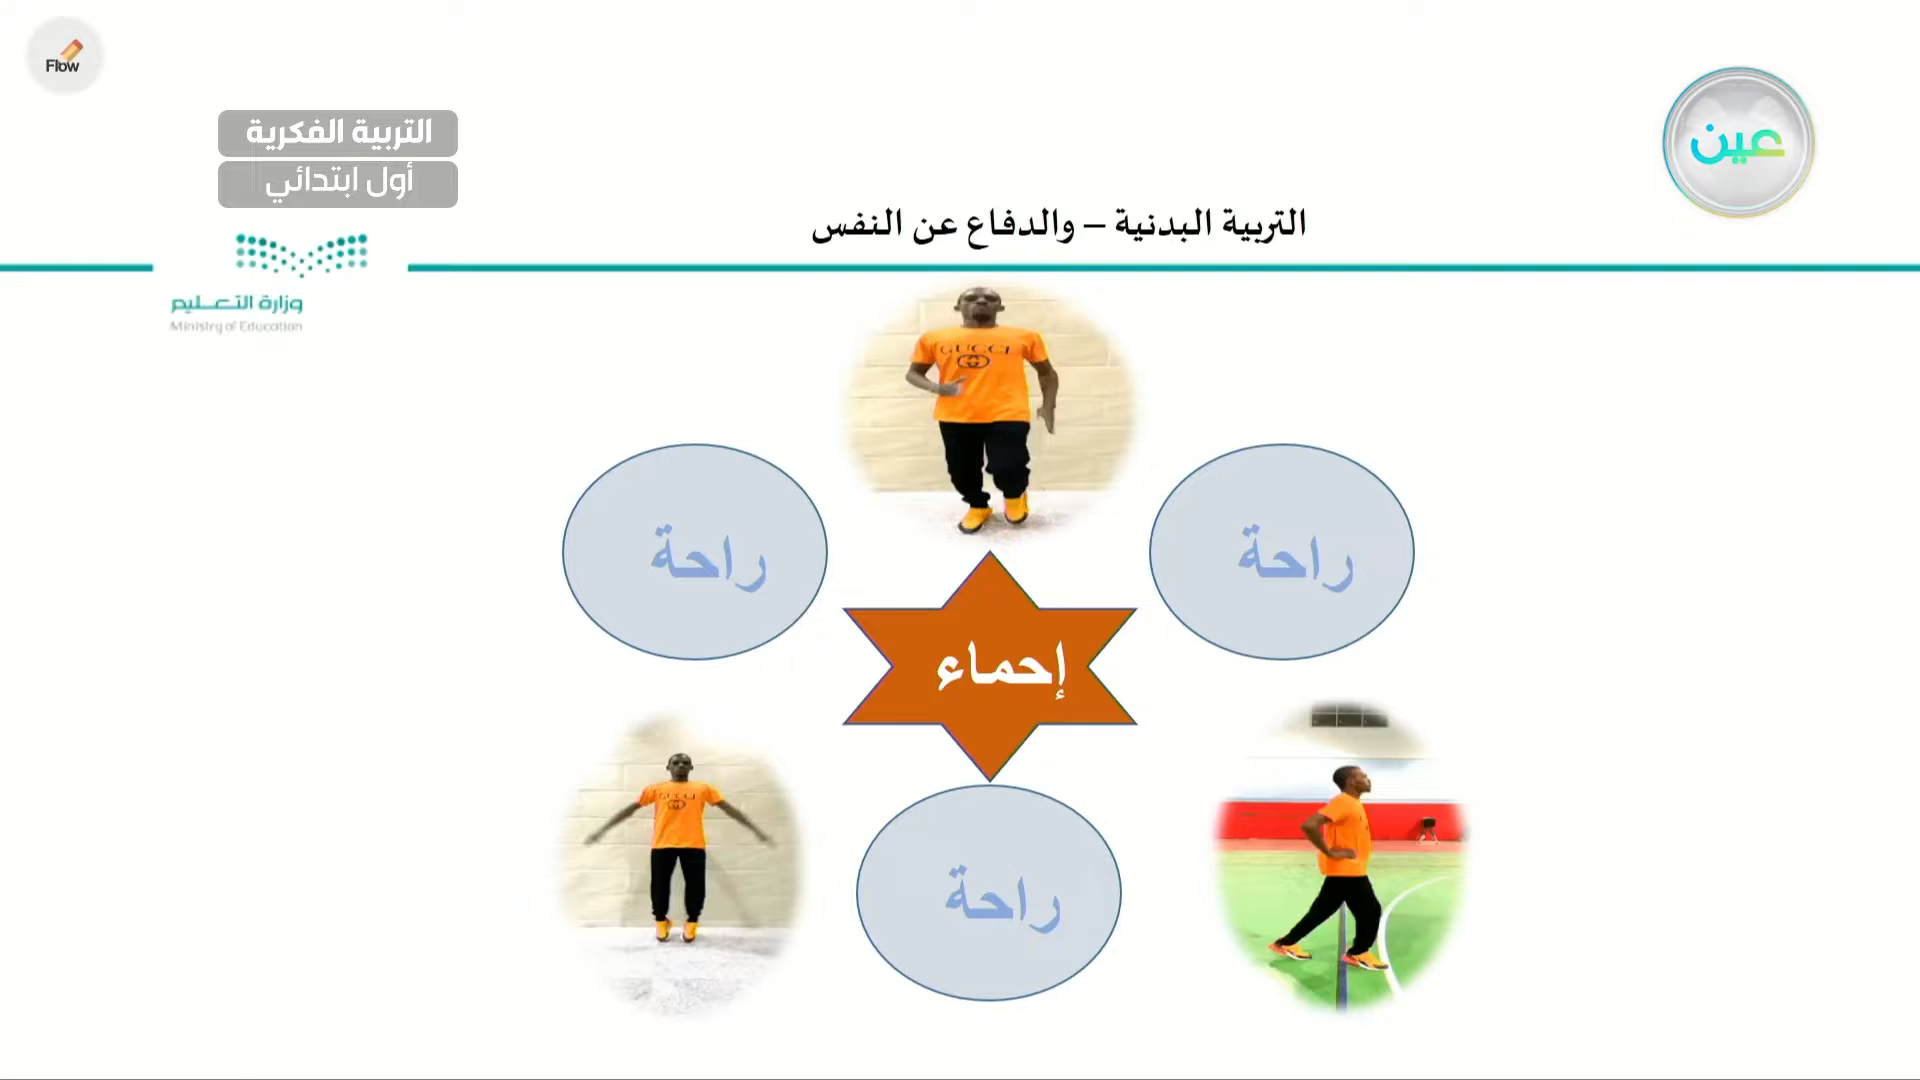 Flow
عين
التربية الفكرية
أول ابتدائي
التربية البدنية – والدفاع عن النفس
وزارة التعليم
Ministry of Education
GUCCI
راحة
راحة
إحماء
GUCCI
راحة